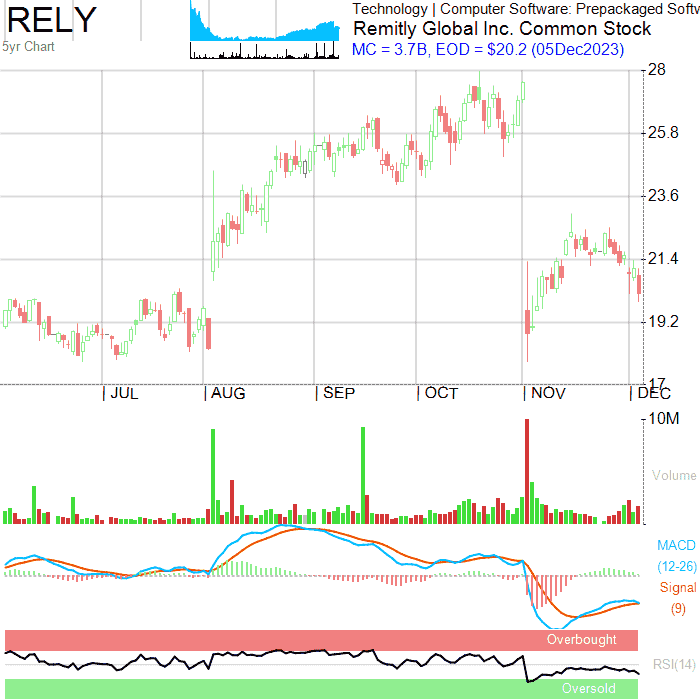 RELY
5yr Chart
Technology | Computer Software: Prepackaged Softw
Remitly Global Inc. Common Stock
MC = 3.7B, EOD = $20.2 (05Dec2023)
28
25.8
23.6
21.4
19.2
17
| JUL | AUG | SEP | OCT | NOV | DEC
10M
Volume
MACD
(12-26)
Signal
(9)
Overbought
RSI(14)
Oversold